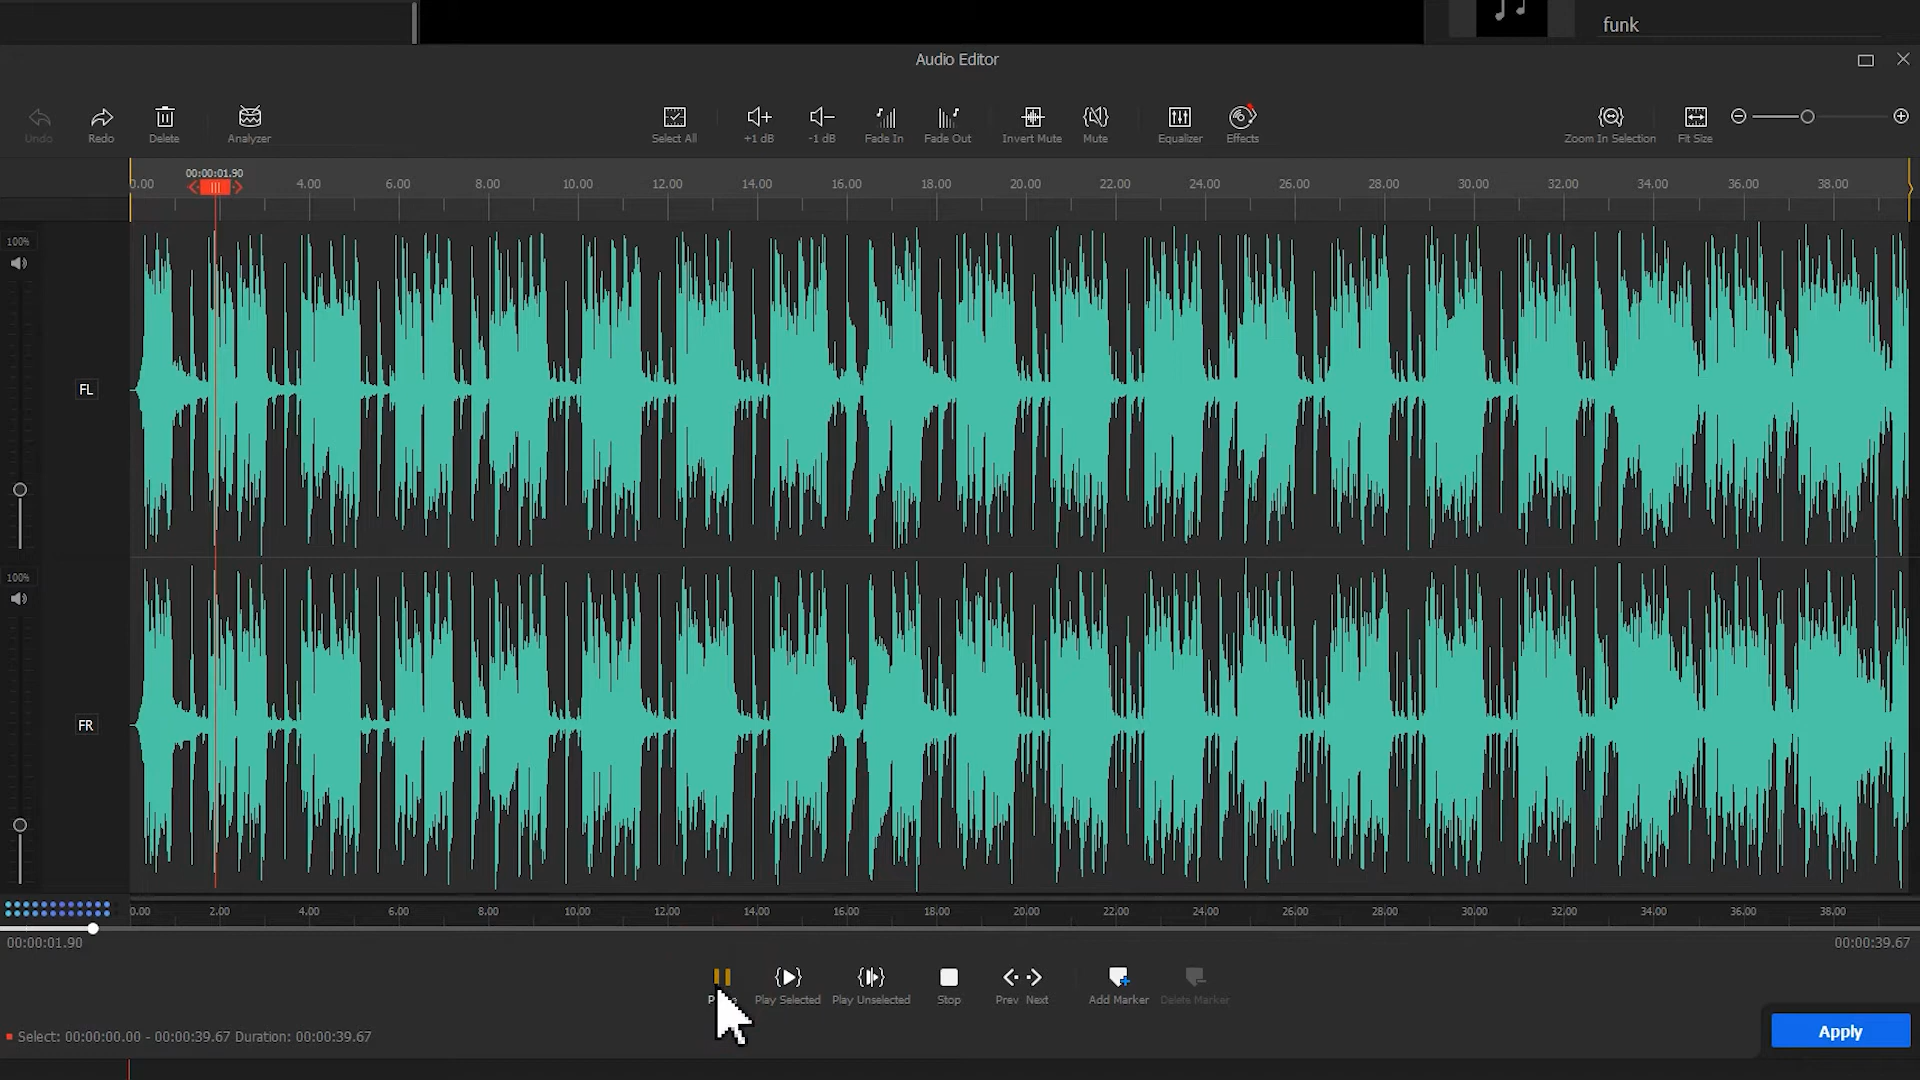 funk
Audio Editor
Undo Redo Delete Analyzer Select All +1 dB -1 dB Fade In Fade Out Invert Mute Mute Equalizer Effects Zoom In Selection Fit Size
00:00:01.90
0.00 4.00 6.00 8.00 10.00 12.00 14.00 16.00 18.00 20.00 22.00 24.00 26.00 28.00 30.00 32.00 34.00 36.00 38.00
100%
FL
100%
FR
0.00 2.00 4.00 6.00 8.00 10.00 12.00 14.00 16.00 18.00 20.00 22.00 24.00 26.00 28.00 30.00 32.00 34.00 36.00 38.00
00:00:01.90 00:00:39.67
Play Selected Play Unselected Stop Prev Next Add Marker Delete Marker
Select: 00:00:00.00 - 00:00:39.67 Duration: 00:00:39.67
Apply